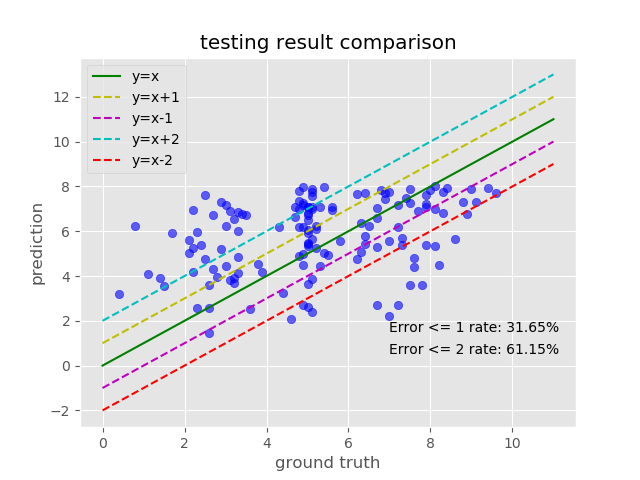 testing result comparison
y=x
y=x+1
y=x-1
y=x+2
y=x-2
12
10
8
6
4
2
0
−2
prediction
Error <= 1 rate: 31.65%
Error <= 2 rate: 61.15%
0 2 4 6 8 10
ground truth